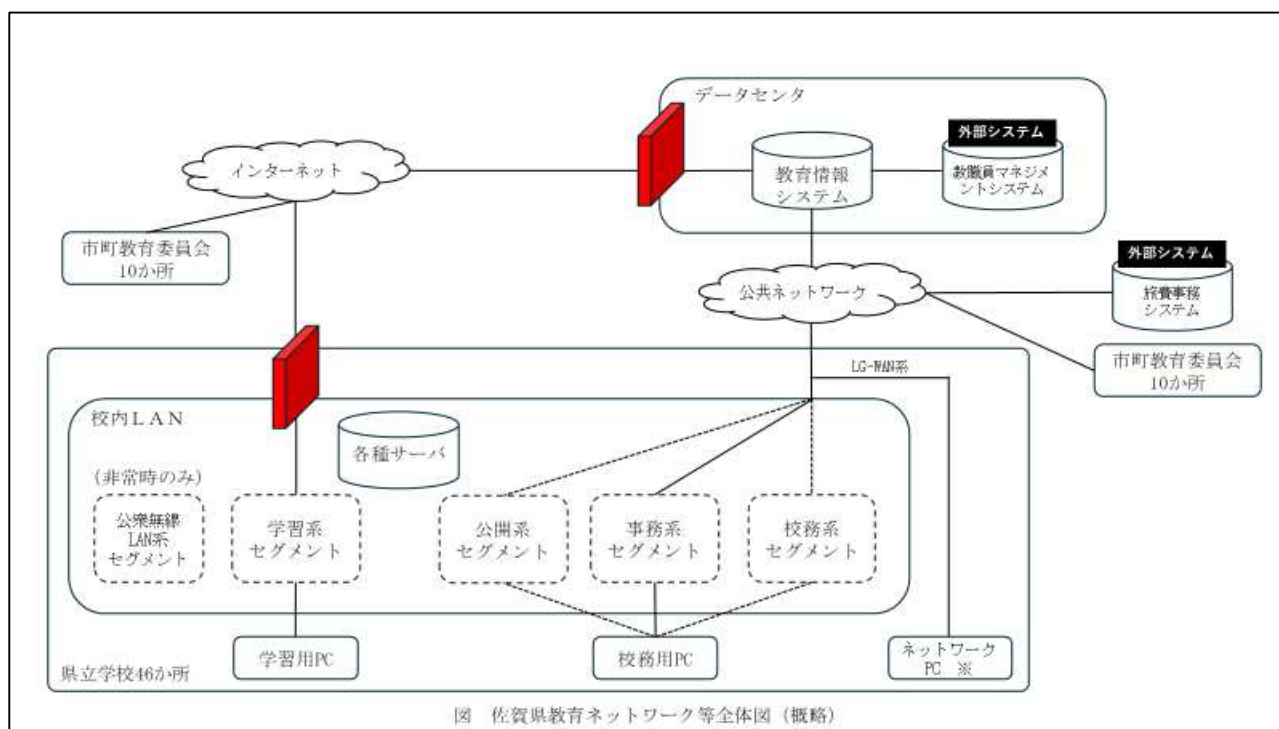 データセンタ
外部システム
教職員マネジメ
ントシステム
教育情報
システム
インターネット
市町教育委員会
10か所
外部システム
旅費事務
システム
公共ネットワーク
市町教育委員会
10か所
LG-WAN系
校内LAN
各種サーバ
(非常時のみ)
公衆無線
LAN系
セグメント
学習系
セグメント
公開系
セグメント
事務系
セグメント
校務系
セグメント
学習用PC
校務用PC
ネットワーク
PC ※
県立学校46か所
図 佐賀県教育ネットワーク等全体図（概略）